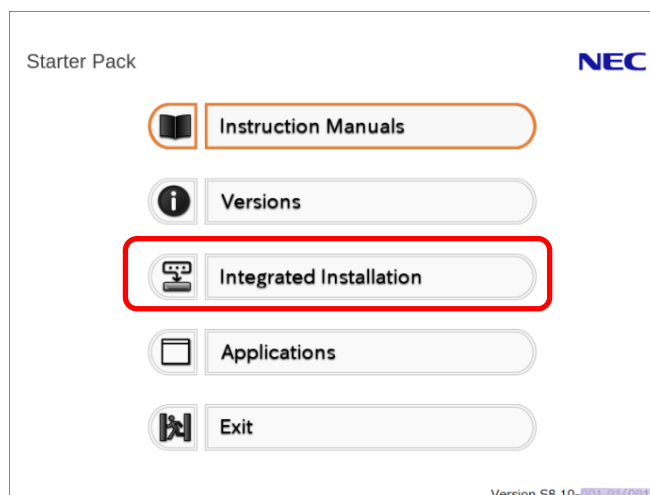 Starter Pack
NEC
Instruction Manuals
Versions
Integrated Installation
Applications
Exit
Version S8.10-